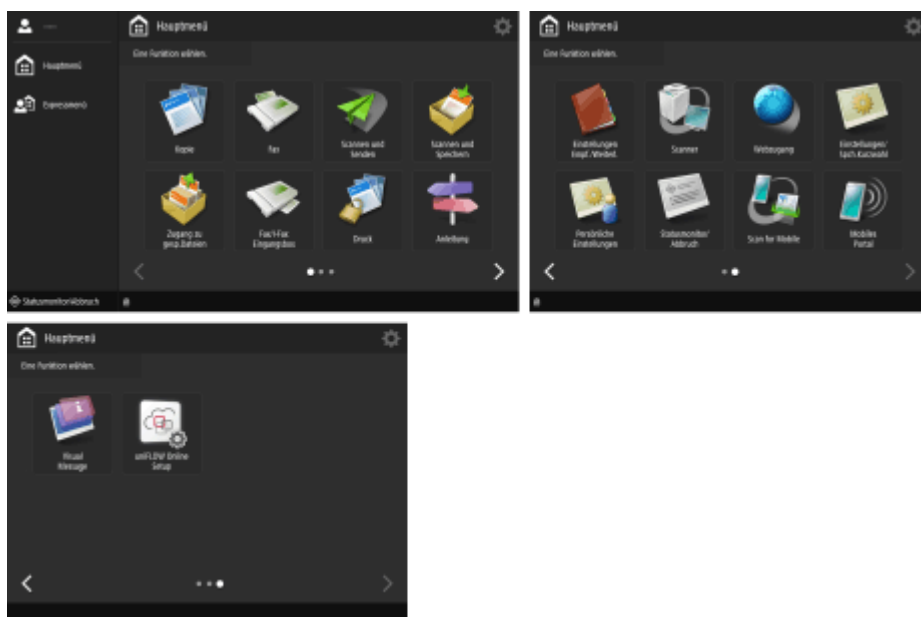 Hauptmenü
Eine Funktion wählen.
Hauptmenü
Expressmenü
Kopie
Fax
Scannen und
Senden
Scannen und
Speichern
Zugang zu
gesp.Dateien
Fax/I-Fax
Eingangsbox
Druck
Anleitung
Statusmonitor/Abbruch
Hauptmenü
Eine Funktion wählen.
Einstellungen
Empf./Weiterl.
Scanner
Webzugang
Einstellungen/
Spch.Kurzwahl
Persönliche
Einstellungen
Statusmonitor/
Abbruch
Scan for Mobile
Mobiles
Portal
Hauptmenü
Eine Funktion wählen.
Visual
Message
uniFLOW Online
Setup